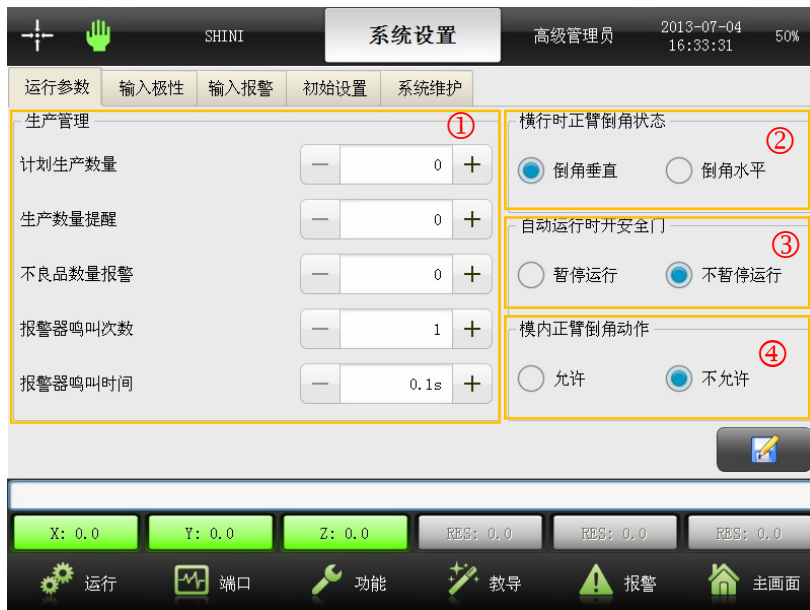 SHINI 系统设置 高级管理员 2013-07-04 16:33:31 50%
运行参数 输入极性 输入报警 初始设置 系统维护
生产管理 ①
计划生产数量 − 0 +
生产数量提醒 − 0 +
不良品数量报警 − 0 +
报警器鸣叫次数 − 1 +
报警器鸣叫时间 − 0.1s +
横行时正臂倒角状态 ②
倒角垂直 倒角水平
自动运行时开安全门 ③
暂停运行 不暂停运行
模内正臂倒角动作 ④
允许 不允许
X: 0.0 Y: 0.0 Z: 0.0 RES: 0.0 RES: 0.0 RES: 0.0
运行 端口 功能 教导 报警 主画面